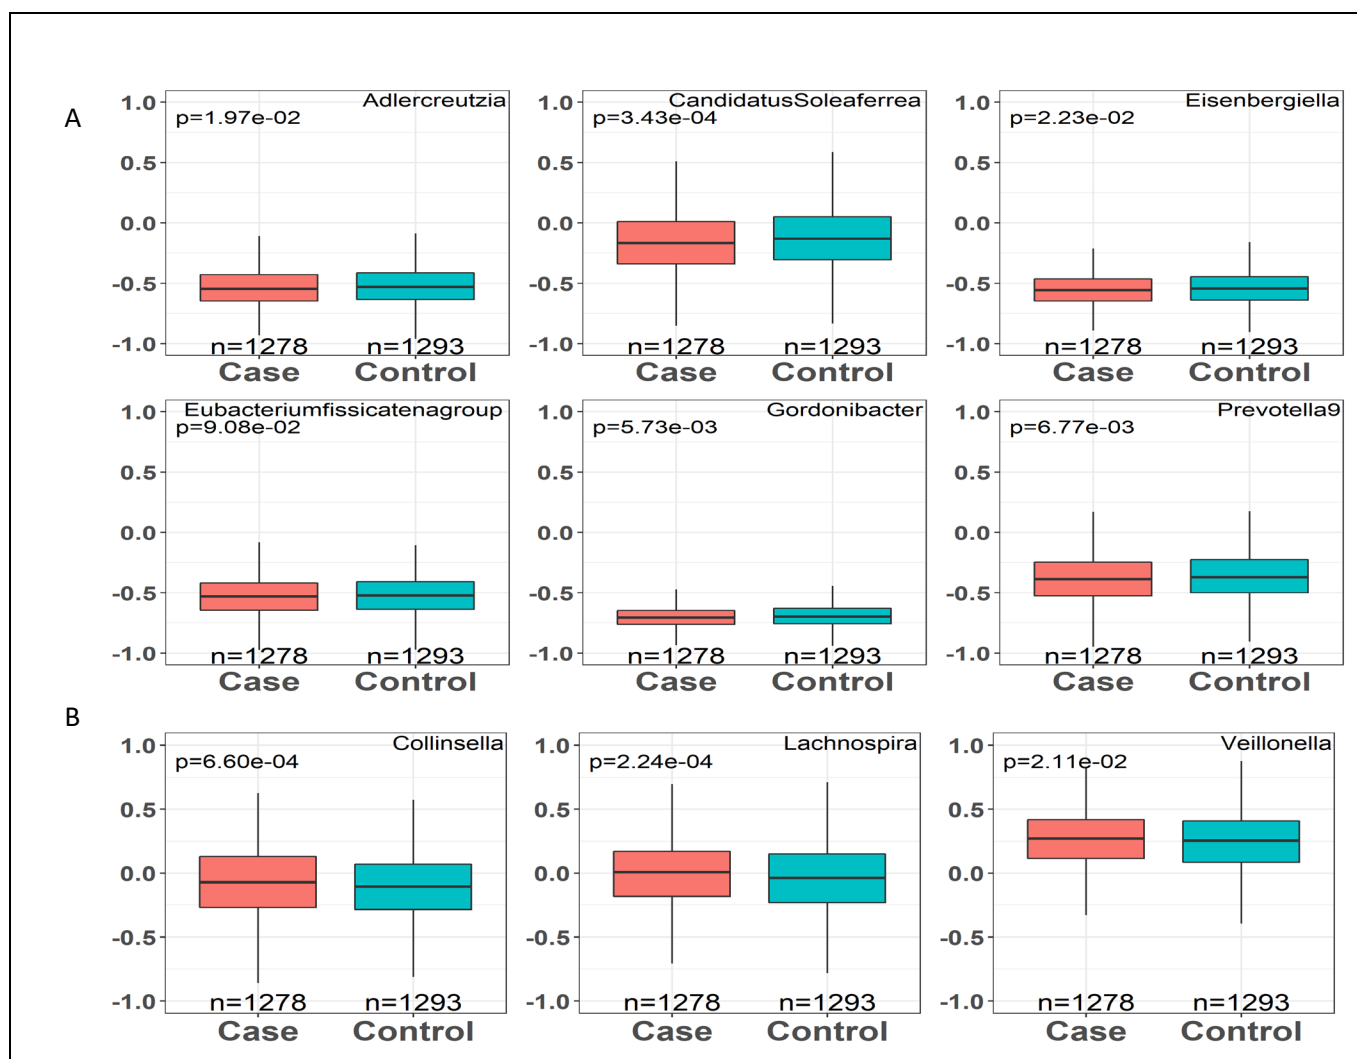 A
Adlercreutzia
p=1.97e-02
1.0
0.5
0.0
-0.5
-1.0
n=1278 n=1293
Case Control
CandidatusSoleaferrea
p=3.43e-04
1.0
0.5
0.0
-0.5
-1.0
n=1278 n=1293
Case Control
Eisenbergiella
p=2.23e-02
1.0
0.5
0.0
-0.5
-1.0
n=1278 n=1293
Case Control
Eubacteriumfissicatenagroup
p=9.08e-02
1.0
0.5
0.0
-0.5
-1.0
n=1278 n=1293
Case Control
Gordonibacter
p=5.73e-03
1.0
0.5
0.0
-0.5
-1.0
n=1278 n=1293
Case Control
Prevotella9
p=6.77e-03
1.0
0.5
0.0
-0.5
-1.0
n=1278 n=1293
Case Control
B
Collinsella
p=6.60e-04
1.0
0.5
0.0
-0.5
-1.0
n=1278 n=1293
Case Control
Lachnospira
p=2.24e-04
1.0
0.5
0.0
-0.5
-1.0
n=1278 n=1293
Case Control
Veillonella
p=2.11e-02
1.0
0.5
0.0
-0.5
-1.0
n=1278 n=1293
Case Control